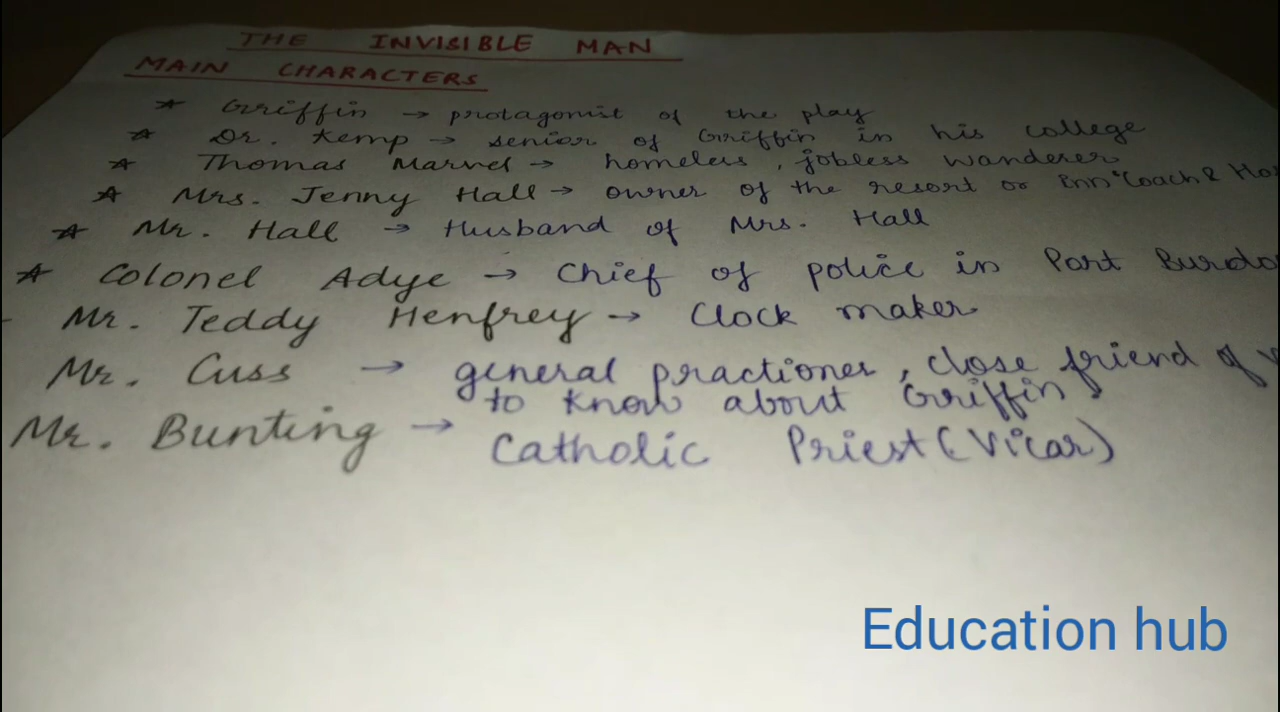 THE INVISIBLE MAN
MAIN CHARACTERS
☆ Griffin → protagonist of the play
☆ Dr. Kemp → senior of Griffin in his college
☆ Thomas Marvel → homeless, jobless wanderer
☆ Mrs. Jenny Hall → owner of the resort or Inn "Coach &
☆ Mr. Hall → Husband of Mrs. Hall
☆ Colonel Adye → Chief of police in Port
Mr. Teddy Henfrey → Clock maker
Mr. Cuss → general practioner, close friend of
to know about Griffin
Mr. Bunting → Catholic Priest (Vicar)
Education hub